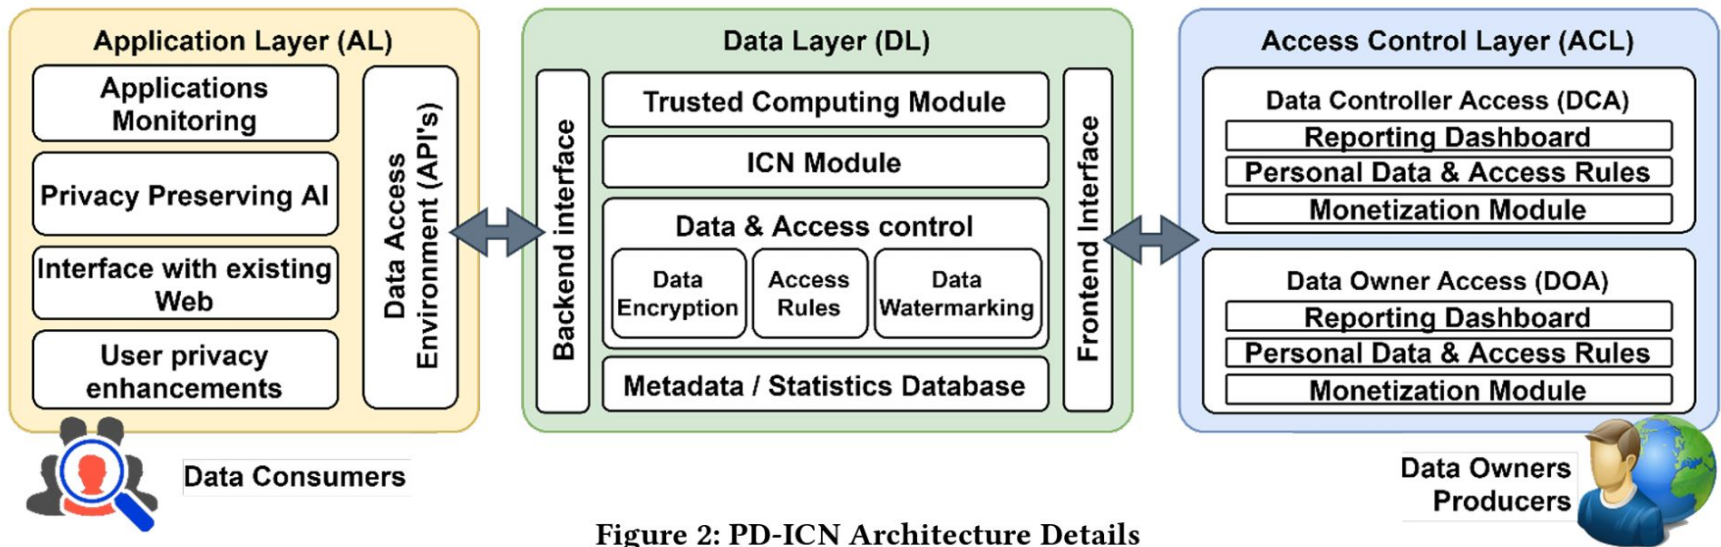 Application Layer (AL)
Applications
Monitoring
Privacy Preserving AI
Interface with existing
Web
User privacy
enhancements
Data Access
Environment (API's)
Data Consumers
Data Layer (DL)
Backend interface
Trusted Computing Module
ICN Module
Data & Access control
Data
Encryption
Access
Rules
Data
Watermarking
Metadata / Statistics Database
Frontend Interface
Access Control Layer (ACL)
Data Controller Access (DCA)
Reporting Dashboard
Personal Data & Access Rules
Monetization Module
Data Owner Access (DOA)
Reporting Dashboard
Personal Data & Access Rules
Monetization Module
Data Owners
Producers
Figure 2: PD-ICN Architecture Details